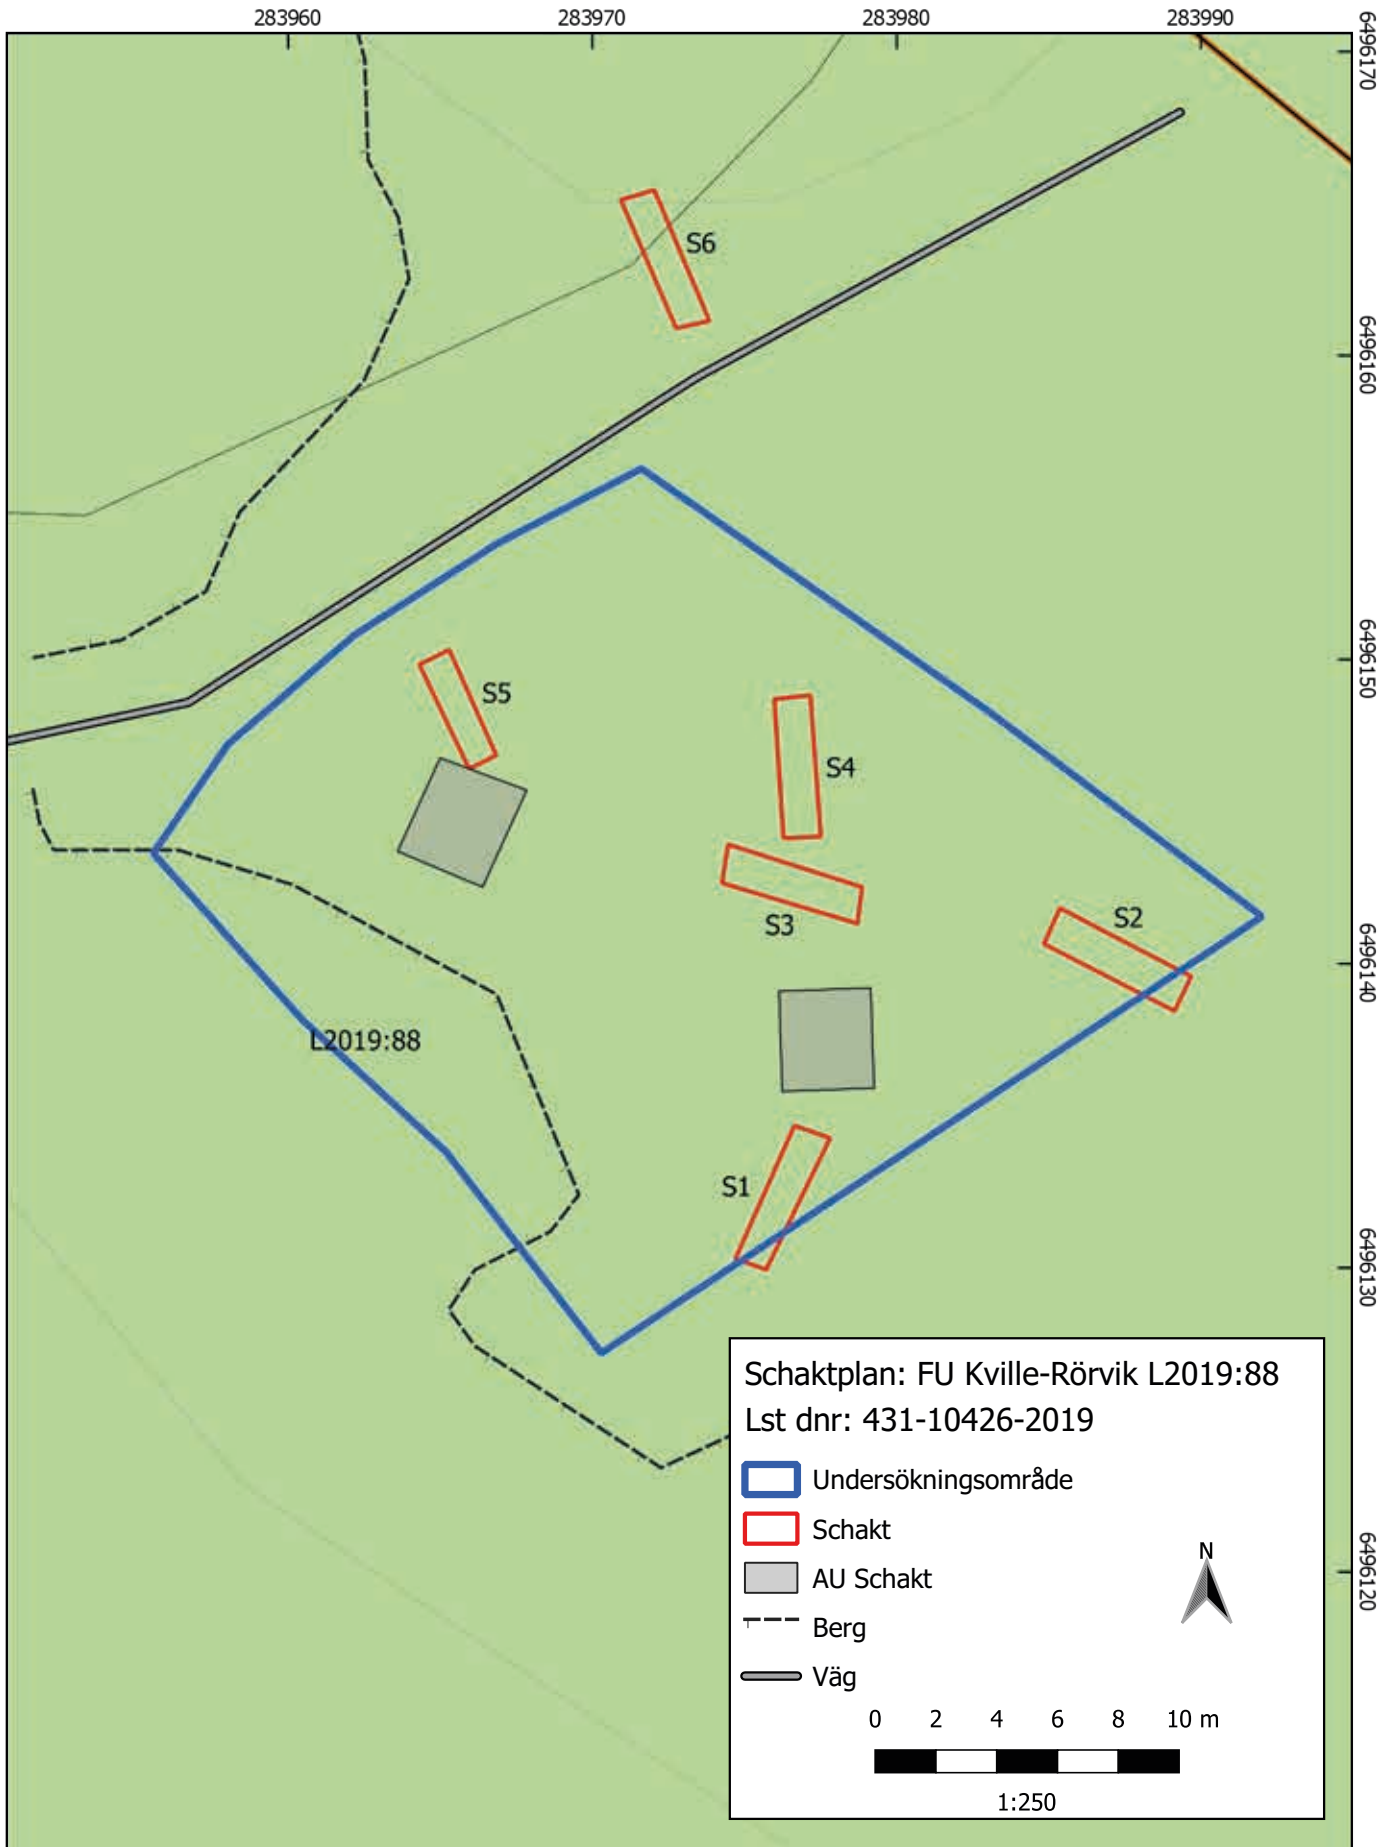 283960
283970
283980
283990
6496170
6496160
6496150
6496140
6496130
6496120
S6
S5
S4
S3
S2
L2019:88
S1
Schaktplan: FU Kville-Rörvik L2019:88
Lst dnr: 431-10426-2019
Undersökningsområde
Schakt
AU Schakt
Berg
Väg
N
0 2 4 6 8 10 m
1:250